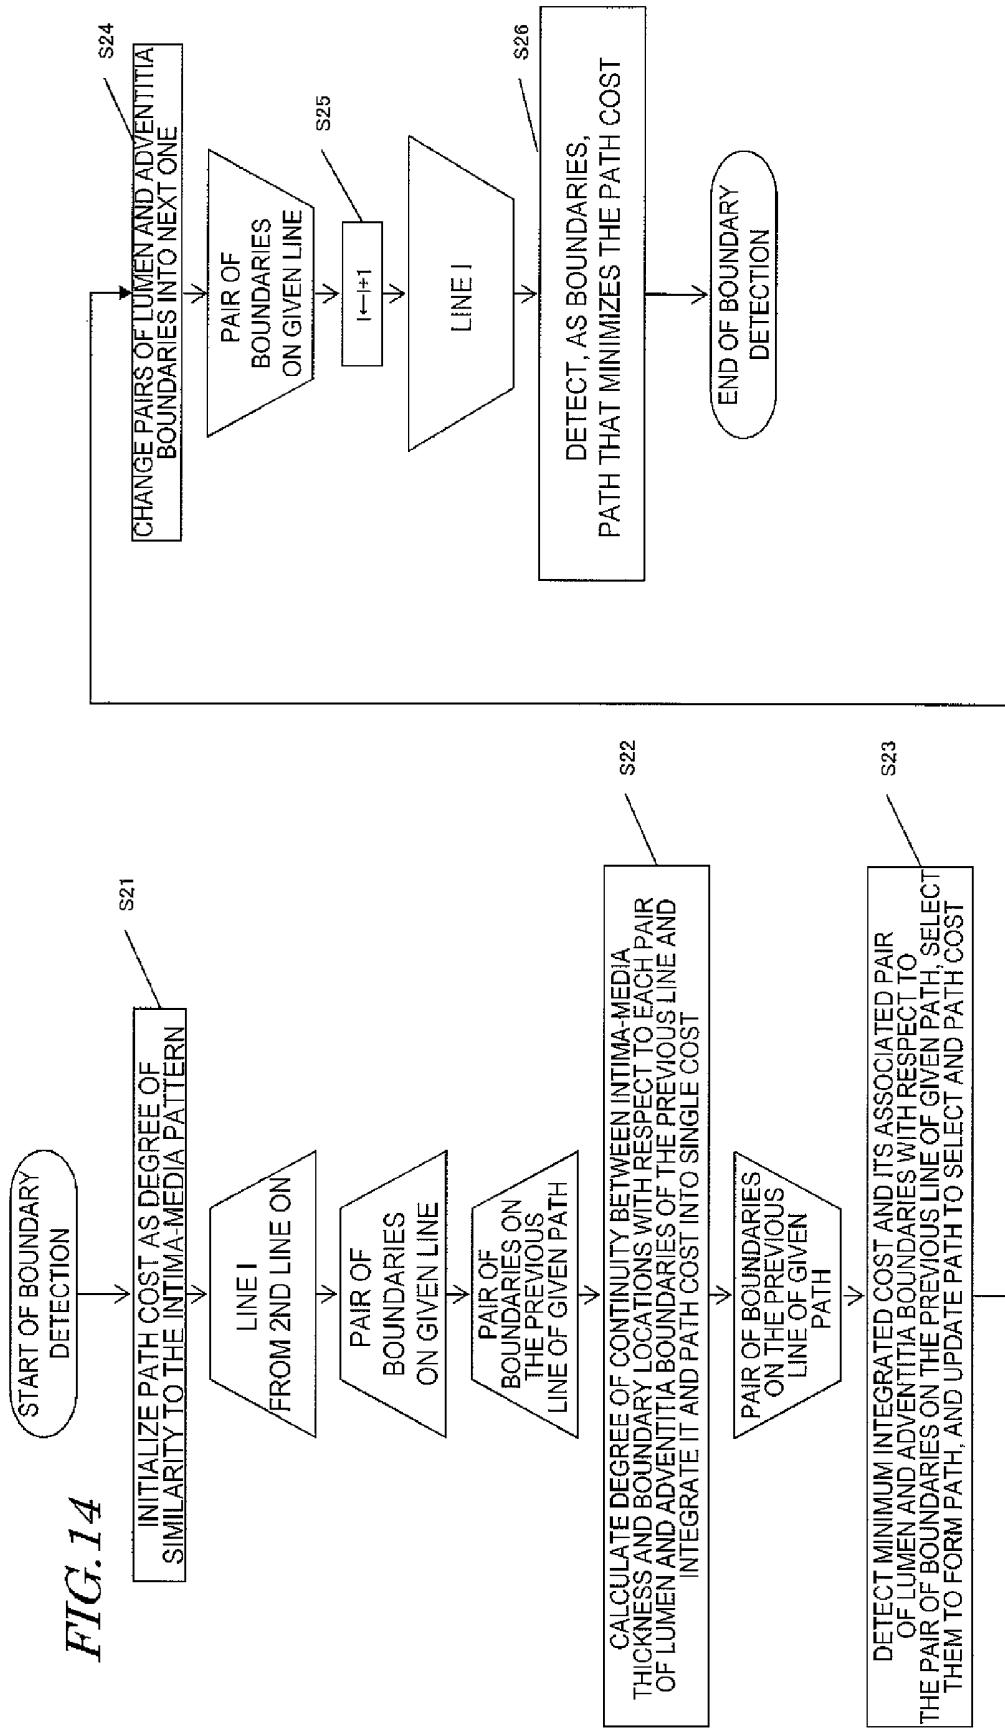 FIG.14
START OF BOUNDARY
DETECTION
S21
INITIALIZE PATH COST AS DEGREE OF
SIMILARITY TO THE INTIMA-MEDIA PATTERN
LINE I
FROM 2ND LINE ON
PAIR OF
BOUNDARIES
ON GIVEN LINE
PAIR OF
BOUNDARIES ON
THE PREVIOUS
LINE OF GIVEN PATH
S22
CALCULATE DEGREE OF CONTINUITY BETWEEN INTIMA-MEDIA
THICKNESS AND BOUNDARY LOCATIONS WITH RESPECT TO EACH PAIR
OF LUMEN AND ADVENTITIA BOUNDARIES OF THE PREVIOUS LINE AND
INTEGRATE IT AND PATH COST INTO SINGLE COST
PAIR OF BOUNDARIES
ON THE PREVIOUS
LINE OF GIVEN
PATH
S23
DETECT MINIMUM INTEGRATED COST AND ITS ASSOCIATED PAIR
OF LUMEN AND ADVENTITIA BOUNDARIES WITH RESPECT TO
THE PAIR OF BOUNDARIES ON THE PREVIOUS LINE OF GIVEN PATH, SELECT
THEM TO FORM PATH, AND UPDATE PATH TO SELECT AND PATH COST
S24
CHANGE PAIRS OF LUMEN AND ADVENTITIA
BOUNDARIES INTO NEXT ONE
PAIR OF
BOUNDARIES
ON GIVEN LINE
S25
I←I+1
LINE I
S26
DETECT, AS BOUNDARIES,
PATH THAT MINIMIZES THE PATH COST
END OF BOUNDARY
DETECTION